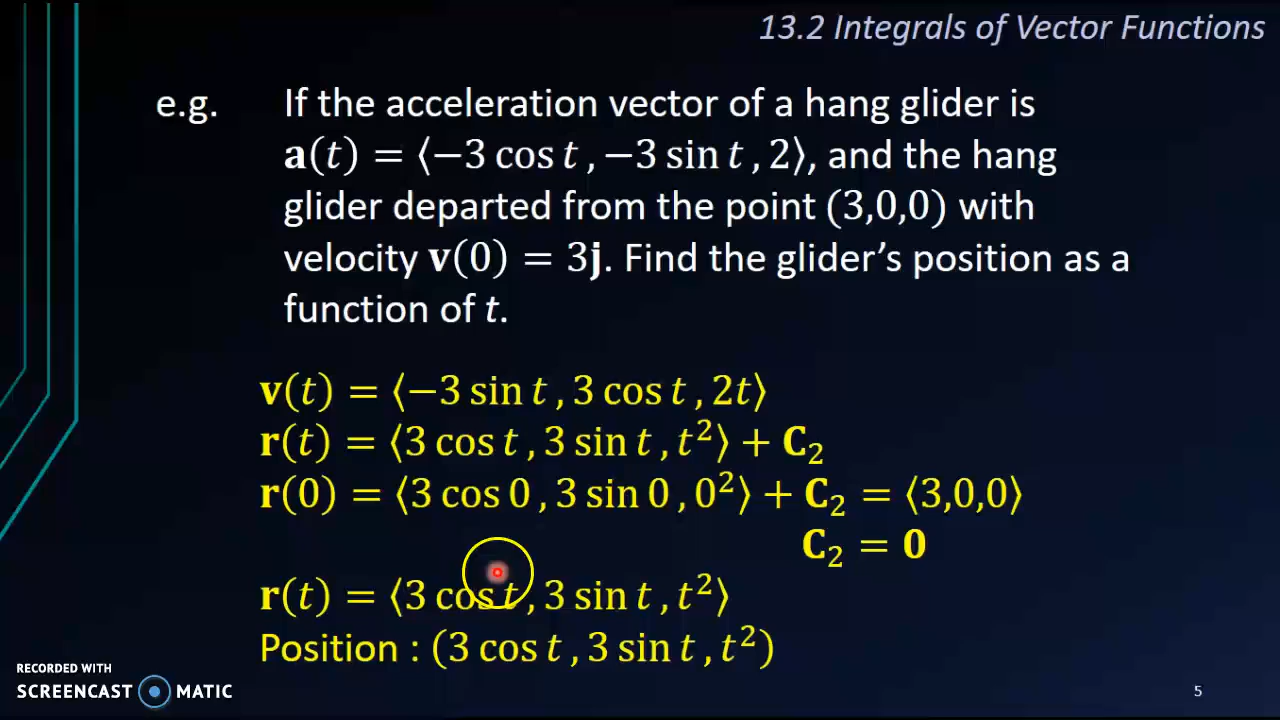 13.2 Integrals of Vector Functions
e.g. If the acceleration vector of a hang glider is
𝐚(t) = ⟨−3 cos t , −3 sin t , 2⟩, and the hang
glider departed from the point (3,0,0) with
velocity 𝐯(0) = 3𝐣. Find the glider’s position as a
function of t.
𝐯(t) = ⟨−3 sin t , 3 cos t , 2t⟩
𝐫(t) = ⟨3 cos t , 3 sin t , t²⟩ + 𝐂₂
𝐫(0) = ⟨3 cos 0 , 3 sin 0 , 0²⟩ + 𝐂₂ = ⟨3,0,0⟩
𝐂₂ = 𝟎
𝐫(t) = ⟨3 cos t , 3 sin t , t²⟩
Position : (3 cos t , 3 sin t , t²)
RECORDED WITH
SCREENCAST MATIC
5